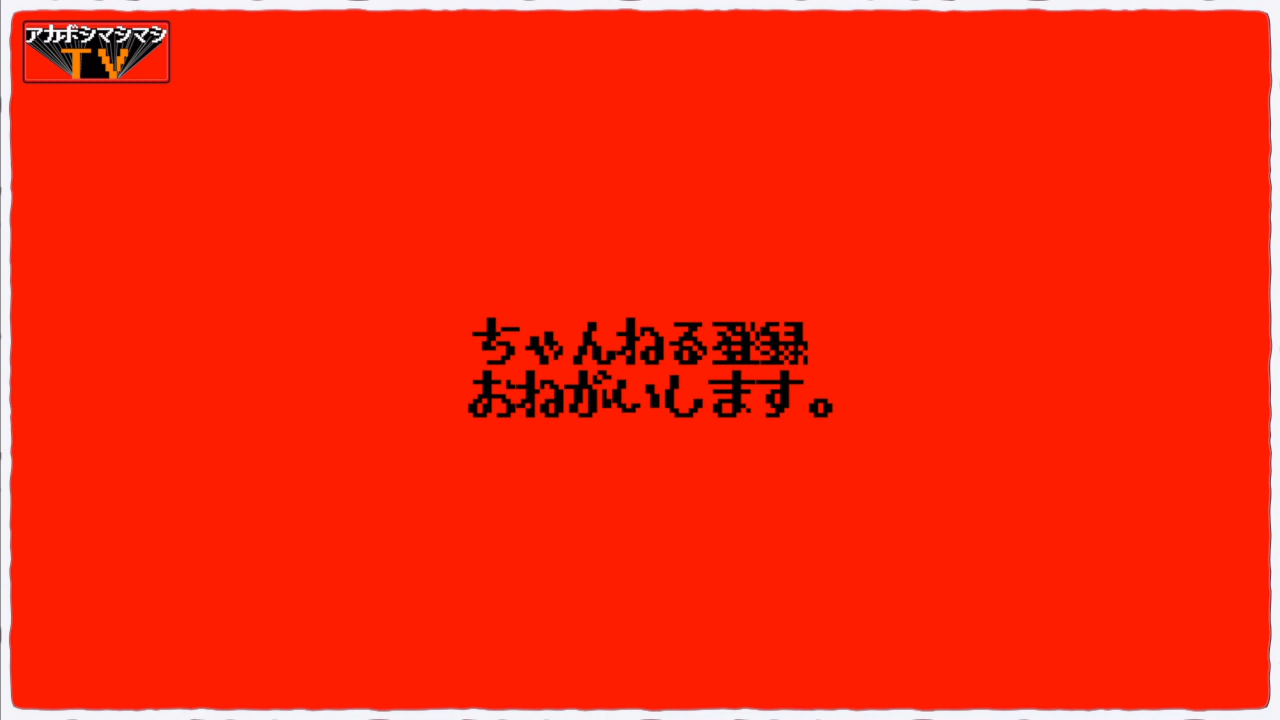 アカボシマシマシ
TV
ちゃんねる登録
おねがいします。